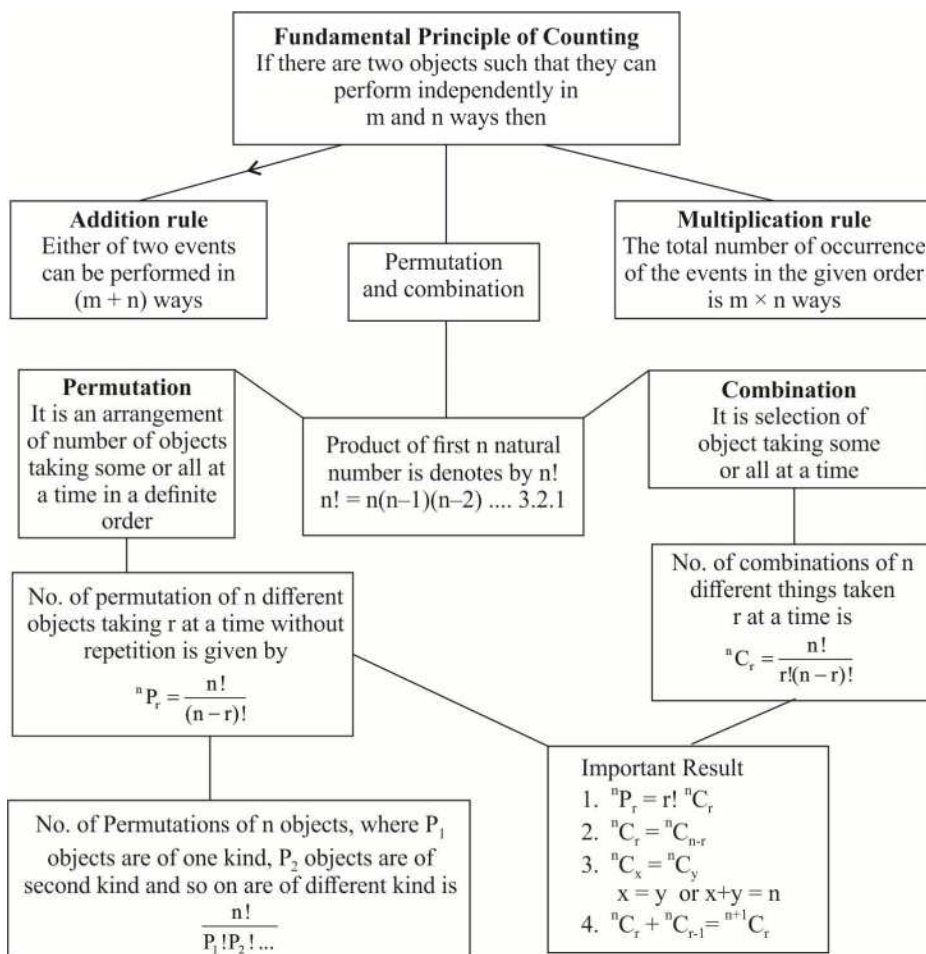 Fundamental Principle of Counting
If there are two objects such that they can
perform independently in
m and n ways then
Addition rule
Either of two events
can be performed in
(m + n) ways
Permutation
and combination
Multiplication rule
The total number of occurrence
of the events in the given order
is m × n ways
Permutation
It is an arrangement
of number of objects
taking some or all at
a time in a definite
order
Product of first n natural
number is denotes by n!
n! = n(n–1)(n–2) .... 3.2.1
Combination
It is selection of
object taking some
or all at a time
No. of permutation of n different
objects taking r at a time without
repetition is given by
ⁿPᵣ = n!/(n – r)!
No. of combinations of n
different things taken
r at a time is
ⁿCᵣ = n!/r!(n – r)!
No. of Permutations of n objects, where P₁
objects are of one kind, P₂ objects are of
second kind and so on are of different kind is
n!/P₁!P₂!...
Important Result
1. ⁿPᵣ = r! ⁿCᵣ
2. ⁿCᵣ = ⁿCₙ₋ᵣ
3. ⁿCₓ = ⁿC_y
x = y or x+y = n
4. ⁿCᵣ + ⁿCᵣ₋₁ = ⁿ⁺¹Cᵣ